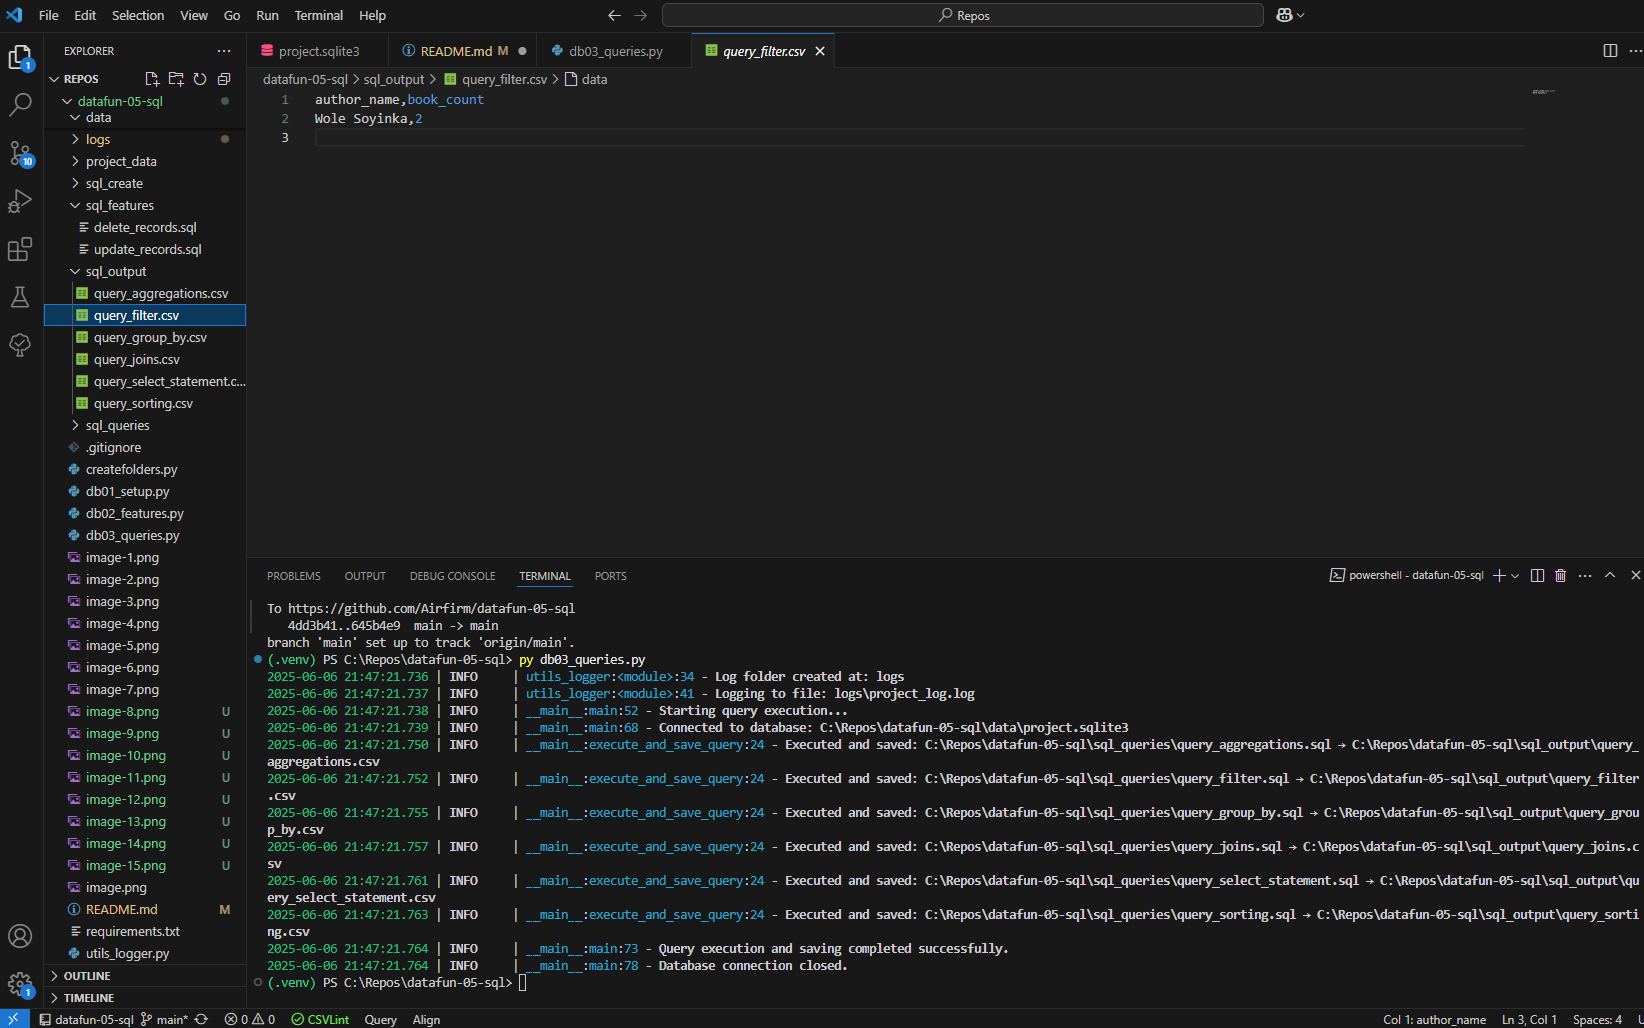 File Edit Selection View Go Run Terminal Help
Repos
EXPLORER
REPOS
datafun-05-sql
data
logs
project_data
sql_create
sql_features
delete_records.sql
update_records.sql
sql_output
query_aggregations.csv
query_filter.csv
query_group_by.csv
query_joins.csv
query_select_statement.c...
query_sorting.csv
sql_queries
.gitignore
createfolders.py
db01_setup.py
db02_features.py
db03_queries.py
image-1.png
image-2.png
image-3.png
image-4.png
image-5.png
image-6.png
image-7.png
image-8.png U
image-9.png U
image-10.png U
image-11.png U
image-12.png U
image-13.png U
image-14.png U
image-15.png U
image.png
README.md M
requirements.txt
utils_logger.py
OUTLINE
TIMELINE
1
10
1
project.sqlite3 README.md M db03_queries.py query_filter.csv
datafun-05-sql > sql_output > query_filter.csv > data
1 author_name,book_count
2 Wole Soyinka,2
3
PROBLEMS OUTPUT DEBUG CONSOLE TERMINAL PORTS
powershell - datafun-05-sql
To https://github.com/Airfirm/datafun-05-sql
4dd3b41..645b4e9 main -> main
branch 'main' set up to track 'origin/main'.
(.venv) PS C:\Repos\datafun-05-sql> py db03_queries.py
2025-06-06 21:47:21.736 | INFO | utils_logger:<module>:34 - Log folder created at: logs
2025-06-06 21:47:21.737 | INFO | utils_logger:<module>:41 - Logging to file: logs\project_log.log
2025-06-06 21:47:21.738 | INFO | __main__:main:52 - Starting query execution...
2025-06-06 21:47:21.739 | INFO | __main__:main:68 - Connected to database: C:\Repos\datafun-05-sql\data\project.sqlite3
2025-06-06 21:47:21.750 | INFO | __main__:execute_and_save_query:24 - Executed and saved: C:\Repos\datafun-05-sql\sql_queries\query_aggregations.sql → C:\Repos\datafun-05-sql\sql_output\query_
aggregations.csv
2025-06-06 21:47:21.752 | INFO | __main__:execute_and_save_query:24 - Executed and saved: C:\Repos\datafun-05-sql\sql_queries\query_filter.sql → C:\Repos\datafun-05-sql\sql_output\query_filter
.csv
2025-06-06 21:47:21.755 | INFO | __main__:execute_and_save_query:24 - Executed and saved: C:\Repos\datafun-05-sql\sql_queries\query_group_by.sql → C:\Repos\datafun-05-sql\sql_output\query_grou
p_by.csv
2025-06-06 21:47:21.757 | INFO | __main__:execute_and_save_query:24 - Executed and saved: C:\Repos\datafun-05-sql\sql_queries\query_joins.sql → C:\Repos\datafun-05-sql\sql_output\query_joins.c
sv
2025-06-06 21:47:21.761 | INFO | __main__:execute_and_save_query:24 - Executed and saved: C:\Repos\datafun-05-sql\sql_queries\query_select_statement.sql → C:\Repos\datafun-05-sql\sql_output\qu
ery_select_statement.csv
2025-06-06 21:47:21.763 | INFO | __main__:execute_and_save_query:24 - Executed and saved: C:\Repos\datafun-05-sql\sql_queries\query_sorting.sql → C:\Repos\datafun-05-sql\sql_output\query_sorti
ng.csv
2025-06-06 21:47:21.764 | INFO | __main__:main:73 - Query execution and saving completed successfully.
2025-06-06 21:47:21.764 | INFO | __main__:main:78 - Database connection closed.
(.venv) PS C:\Repos\datafun-05-sql>
datafun-05-sql main* 0 0 CSVLint Query Align Col 1: author_name Ln 3, Col 1 Spaces: 4